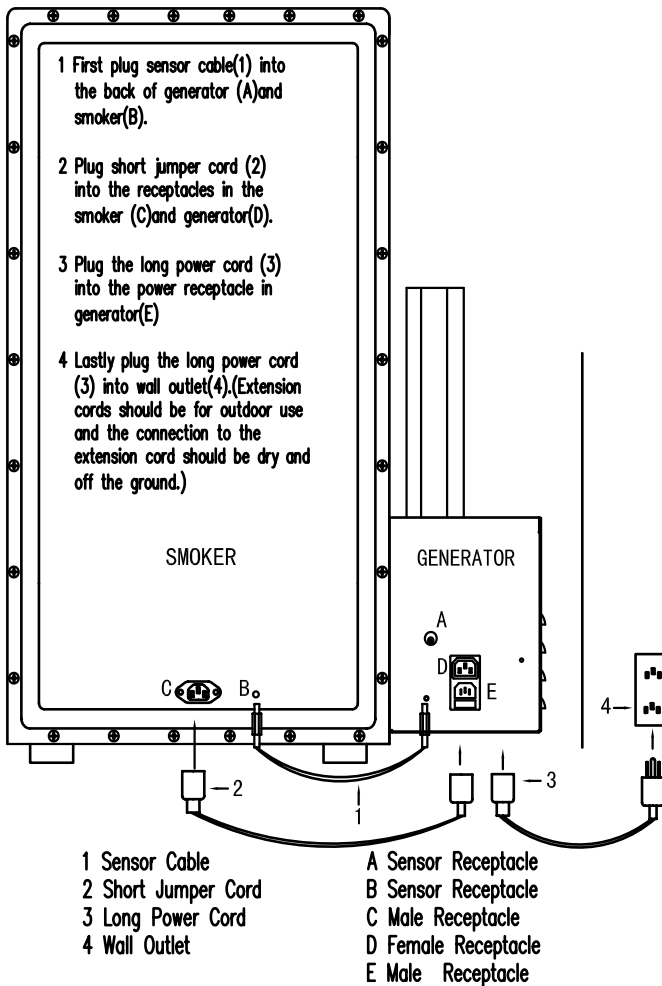 1 First plug sensor cable(1) into
the back of generator (A)and
smoker(B).
2 Plug short jumper cord (2)
into the receptacles in the
smoker (C)and generator(D).
3 Plug the long power cord (3)
into the power receptacle in
generator(E)
4 Lastly plug the long power cord
(3) into wall outlet(4).(Extension
cords should be for outdoor use
and the connection to the
extension cord should be dry and
off the ground.)
SMOKER
GENERATOR
A
D
E
C
B
4
2
1
3
1 Sensor Cable
2 Short Jumper Cord
3 Long Power Cord
4 Wall Outlet
A Sensor Receptacle
B Sensor Receptacle
C Male Receptacle
D Female Receptacle
E Male Receptacle